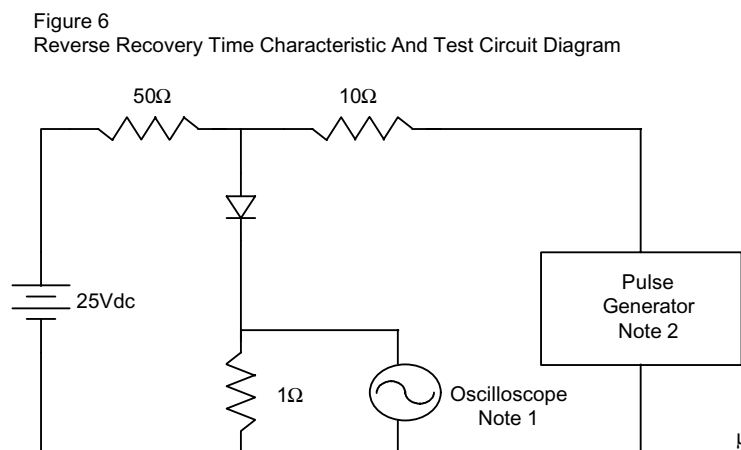 Figure 6
Reverse Recovery Time Characteristic And Test Circuit Diagram
50Ω
10Ω
25Vdc
Pulse
Generator
Note 2
1Ω
Oscilloscope
Note 1
μ